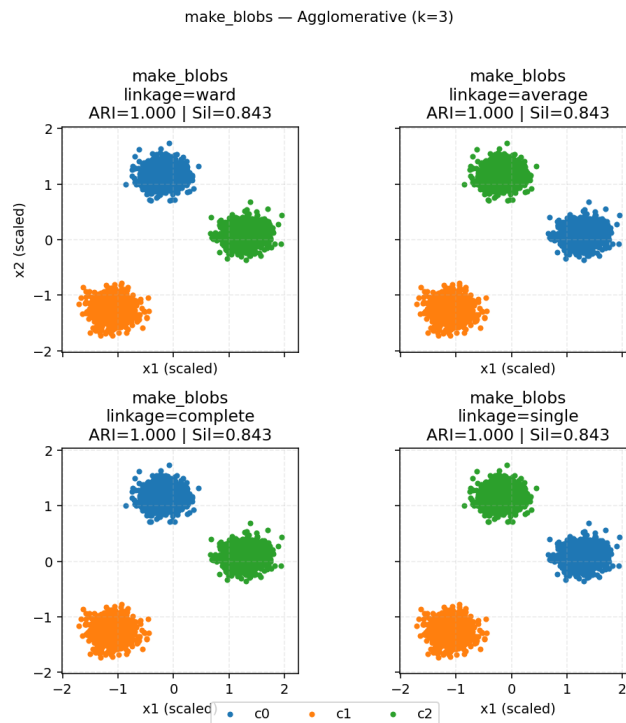 make_blobs — Agglomerative (k=3)
make_blobs
linkage=ward
ARI=1.000 | Sil=0.843
make_blobs
linkage=average
ARI=1.000 | Sil=0.843
2
1
0
−1
−2
x2 (scaled)
x1 (scaled)
x1 (scaled)
make_blobs
linkage=complete
ARI=1.000 | Sil=0.843
make_blobs
linkage=single
ARI=1.000 | Sil=0.843
2
1
0
−1
−2
−2 −1 0 1 2
−2 −1 0 1 2
x1 (scaled)
x1 (scaled)
c0 c1 c2